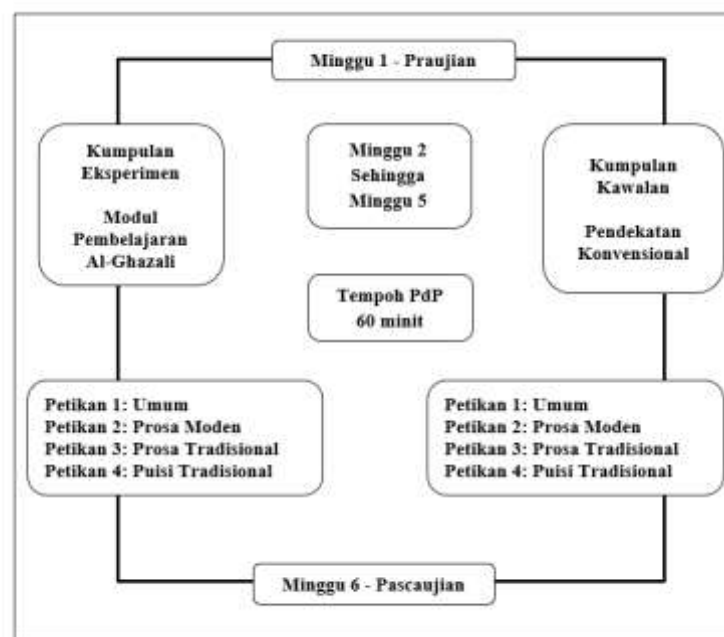 Minggu 1 - Praujian
Kumpulan
Eksperimen
Modul
Pembelajaran
Al-Ghazali
Minggu 2
Sehingga
Minggu 5
Kumpulan
Kawalan
Pendekatan
Konvensional
Tempoh PdP
60 minit
Petikan 1: Umum
Petikan 2: Prosa Moden
Petikan 3: Prosa Tradisional
Petikan 4: Puisi Tradisional
Petikan 1: Umum
Petikan 2: Prosa Moden
Petikan 3: Prosa Tradisional
Petikan 4: Puisi Tradisional
Minggu 6 - Pascaujian